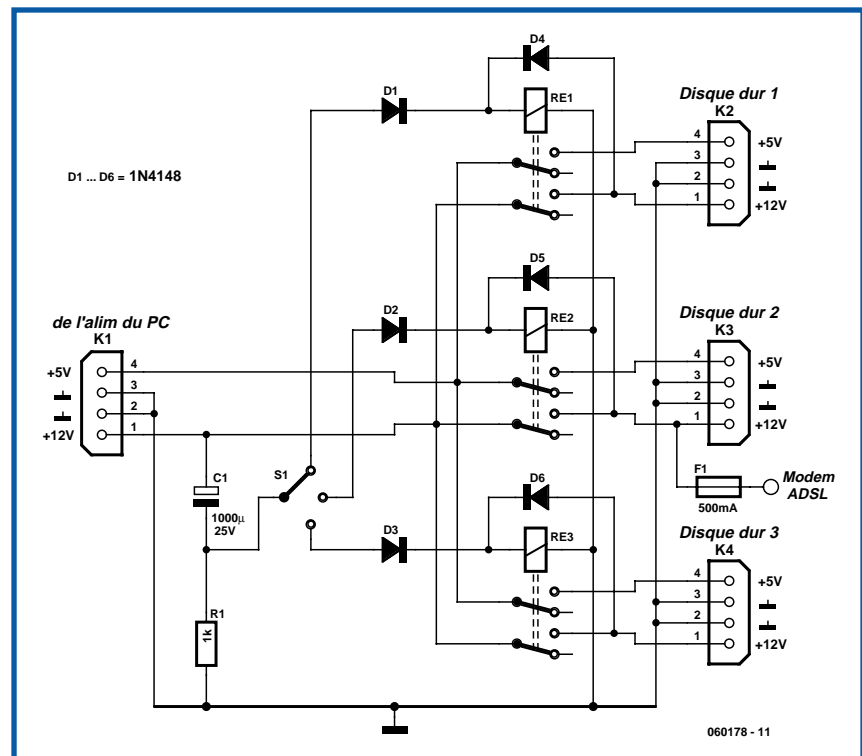 D4
D1
RE1
Disque dur 1
K2
4
+5V
3
2
1
+12V
D1 ... D6 = 1N4148
D5
D2
RE2
Disque dur 2
K3
4
+5V
3
2
1
+12V
de l'alim du PC
K1
+5V
4
3
2
+12V
1
C1
1000µ
25V
S1
F1
500mA
Modem
ADSL
D6
D3
RE3
Disque dur 3
K4
4
+5V
3
2
1
+12V
R1
1k
060178 - 11